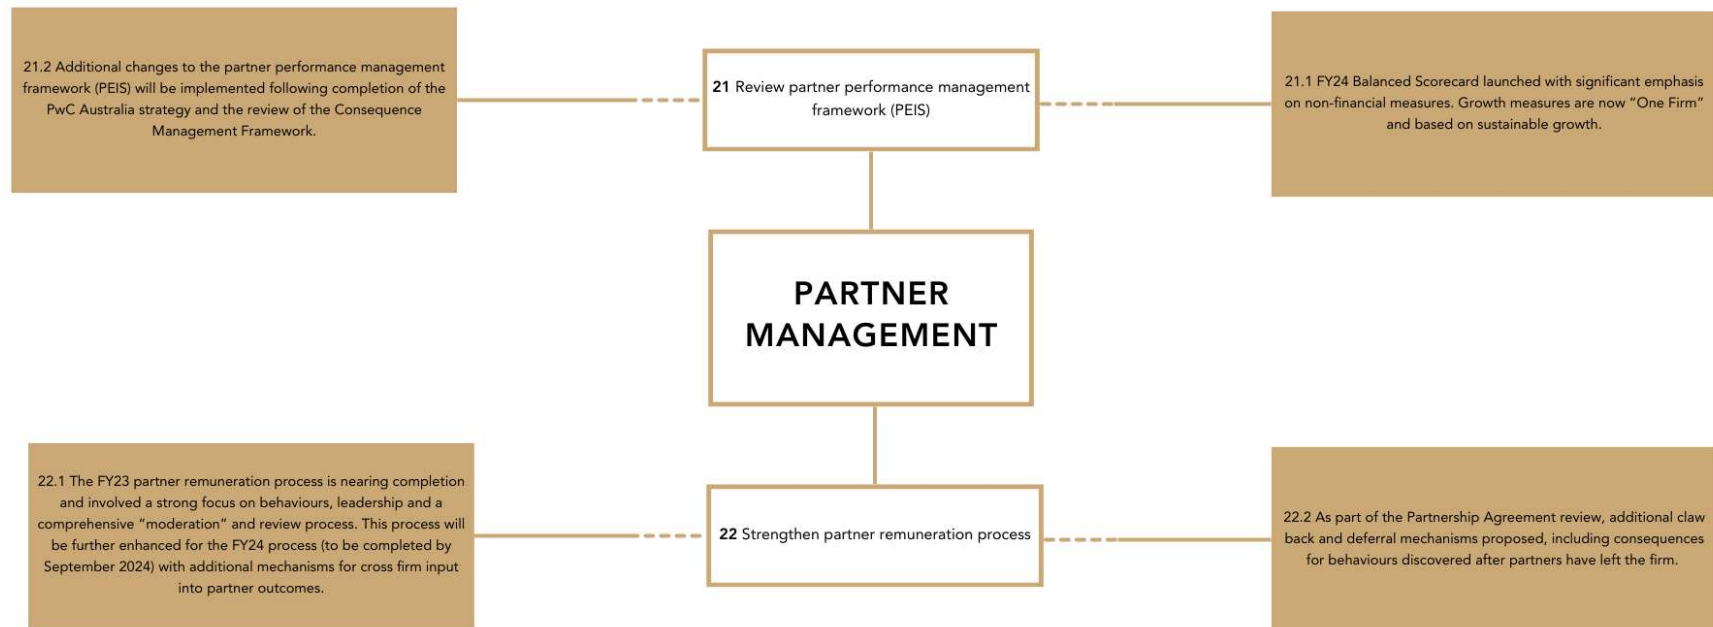 21.2 Additional changes to the partner performance management
framework (PEIS) will be implemented following completion of the
PwC Australia strategy and the review of the Consequence
Management Framework.
21 Review partner performance management
framework (PEIS)
21.1 FY24 Balanced Scorecard launched with significant emphasis
on non-financial measures. Growth measures are now “One Firm”
and based on sustainable growth.
PARTNER
MANAGEMENT
22.1 The FY23 partner remuneration process is nearing completion
and involved a strong focus on behaviours, leadership and a
comprehensive “moderation” and review process. This process will
be further enhanced for the FY24 process (to be completed by
September 2024) with additional mechanisms for cross firm input
into partner outcomes.
22 Strengthen partner remuneration process
22.2 As part of the Partnership Agreement review, additional claw
back and deferral mechanisms proposed, including consequences
for behaviours discovered after partners have left the firm.